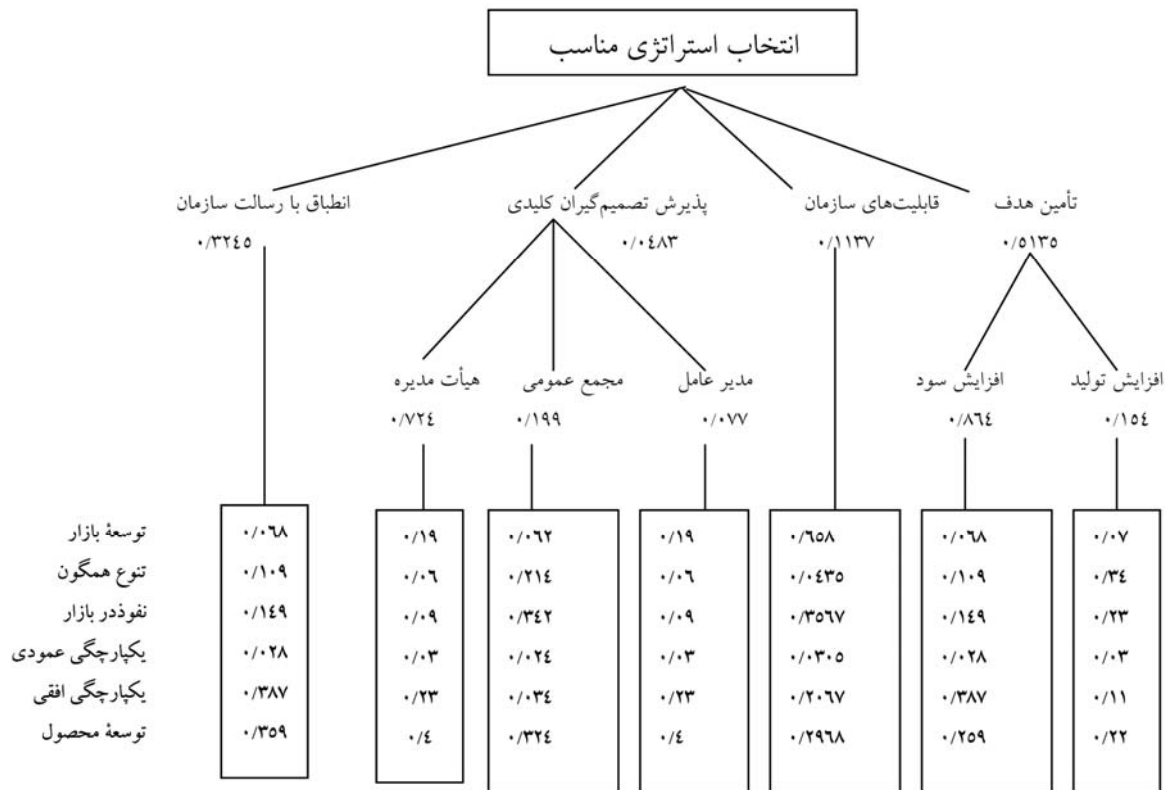 انتخاب استراتژی مناسب
تأمین هدف قابلیت‌های سازمان پذیرش تصمیم‌گیران کلیدی انطباق با رسالت سازمان
۰/۵۱۳۵ ۰/۱۱۳۷ ۰/۰۴۸۳ ۰/۳۲۴۵
افزایش تولید افزایش سود مدیر عامل مجمع عمومی هیأت مدیره
۰/۱۵۴ ۰/۸۶۴ ۰/۰۷۷ ۰/۱۹۹ ۰/۷۲۴
۰/۰۷ ۰/۰۶۸ ۰/۶۵۸ ۰/۱۹ ۰/۰۶۲ ۰/۱۹ ۰/۰۶۸ توسعهٔ بازار
۰/۳۴ ۰/۱۰۹ ۰/۰۴۳۵ ۰/۰۶ ۰/۲۱۴ ۰/۰۶ ۰/۱۰۹ تنوع همگون
۰/۲۳ ۰/۱۴۹ ۰/۳۵۶۷ ۰/۰۹ ۰/۳۴۲ ۰/۰۹ ۰/۱۴۹ نفوذدر بازار
۰/۰۳ ۰/۰۲۸ ۰/۰۳۰۵ ۰/۰۳ ۰/۰۲۴ ۰/۰۳ ۰/۰۲۸ یکپارچگی عمودی
۰/۱۱ ۰/۳۸۷ ۰/۲۰۶۷ ۰/۲۳ ۰/۰۳۴ ۰/۲۳ ۰/۳۸۷ یکپارچگی افقی
۰/۲۲ ۰/۲۵۹ ۰/۲۹۶۸ ۰/۴ ۰/۳۲۴ ۰/۴ ۰/۳۵۹ توسعهٔ محصول